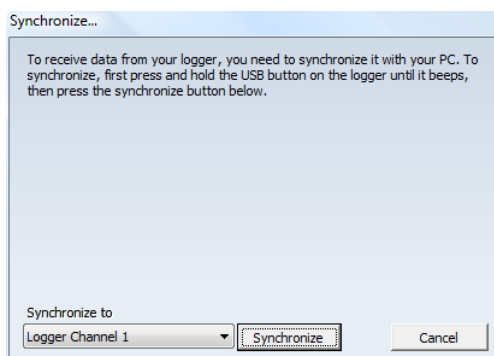 Synchronize...
To receive data from your logger, you need to synchronize it with your PC. To
synchronize, first press and hold the USB button on the logger until it beeps,
then press the synchronize button below.
Synchronize to
Logger Channel 1 Synchronize Cancel